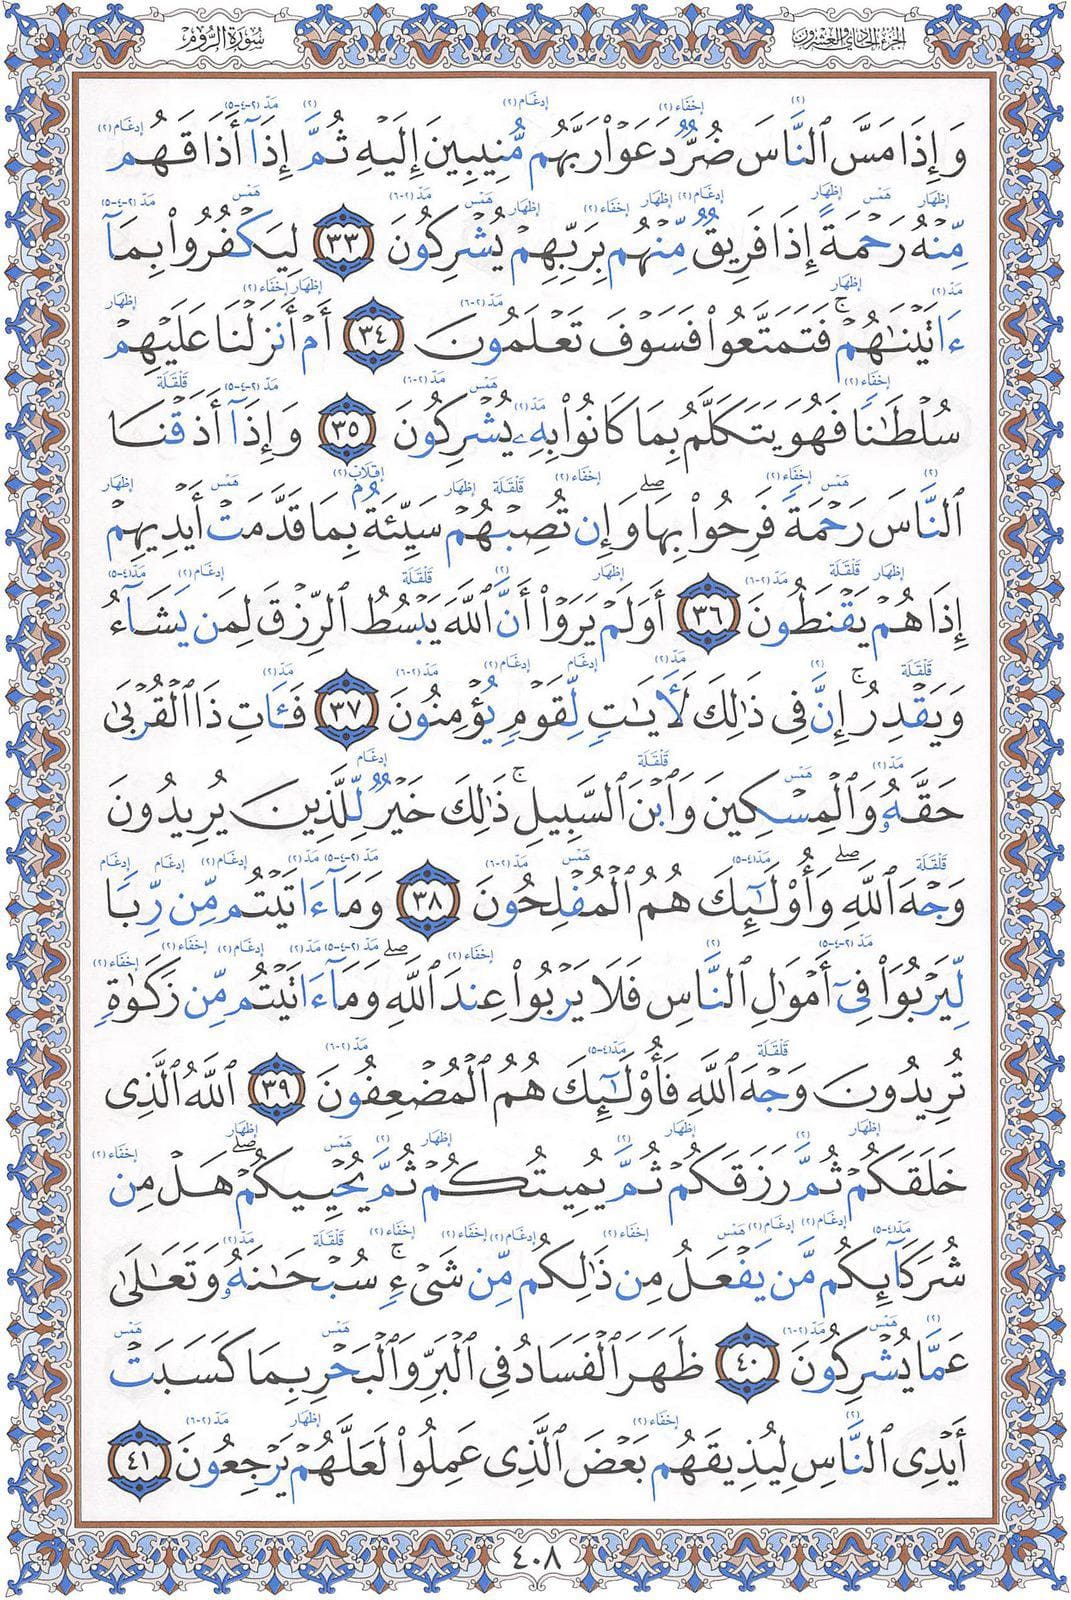 الجزء الحادي والعشرون
سورة الروم
وَإِذَا مَسَّ ٱلنَّاسَ ضُرٌّ دَعَوْا۟ رَبَّهُم مُّنِيبِينَ إِلَيْهِ ثُمَّ إِذَآ أَذَاقَهُم
مِّنْهُ رَحْمَةً إِذَا فَرِيقٌ مِّنْهُم بِرَبِّهِمْ يُشْرِكُونَ ٣٣ لِيَكْفُرُوا۟ بِمَآ
ءَاتَيْنَٰهُمْ ۚ فَتَمَتَّعُوا۟ فَسَوْفَ تَعْلَمُونَ ٣٤ أَمْ أَنزَلْنَا عَلَيْهِمْ
سُلْطَٰنًا فَهُوَ يَتَكَلَّمُ بِمَا كَانُوا۟ بِهِۦ يُشْرِكُونَ ٣٥ وَإِذَآ أَذَقْنَا
ٱلنَّاسَ رَحْمَةً فَرِحُوا۟ بِهَا ۖ وَإِن تُصِبْهُمْ سَيِّئَةٌۢ بِمَا قَدَّمَتْ أَيْدِيهِمْ
إِذَا هُمْ يَقْنَطُونَ ٣٦ أَوَلَمْ يَرَوْا۟ أَنَّ ٱللَّهَ يَبْسُطُ ٱلرِّزْقَ لِمَن يَشَآءُ
وَيَقْدِرُ ۚ إِنَّ فِى ذَٰلِكَ لَءَايَٰتٍ لِّقَوْمٍ يُؤْمِنُونَ ٣٧ فَـَٔاتِ ذَا ٱلْقُرْبَىٰ
حَقَّهُۥ وَٱلْمِسْكِينَ وَٱبْنَ ٱلسَّبِيلِ ۚ ذَٰلِكَ خَيْرٌ لِّلَّذِينَ يُرِيدُونَ
وَجْهَ ٱللَّهِ ۖ وَأُو۟لَٰٓئِكَ هُمُ ٱلْمُفْلِحُونَ ٣٨ وَمَآ ءَاتَيْتُم مِّن رِّبًا
لِّيَرْبُوَا۟ فِىٓ أَمْوَٰلِ ٱلنَّاسِ فَلَا يَرْبُوا۟ عِندَ ٱللَّهِ ۖ وَمَآ ءَاتَيْتُم مِّن زَكَوٰةٍ
تُرِيدُونَ وَجْهَ ٱللَّهِ فَأُو۟لَٰٓئِكَ هُمُ ٱلْمُضْعِفُونَ ٣٩ ٱللَّهُ ٱلَّذِى
خَلَقَكُمْ ثُمَّ رَزَقَكُمْ ثُمَّ يُمِيتُكُمْ ثُمَّ يُحْيِيكُمْ ۖ هَلْ مِن
شُرَكَآئِكُم مَّن يَفْعَلُ مِن ذَٰلِكُم مِّن شَىْءٍ ۚ سُبْحَٰنَهُۥ وَتَعَٰلَىٰ
عَمَّا يُشْرِكُونَ ٤٠ ظَهَرَ ٱلْفَسَادُ فِى ٱلْبَرِّ وَٱلْبَحْرِ بِمَا كَسَبَتْ
أَيْدِى ٱلنَّاسِ لِيُذِيقَهُم بَعْضَ ٱلَّذِى عَمِلُوا۟ لَعَلَّهُمْ يَرْجِعُونَ ٤١
٤٠٨